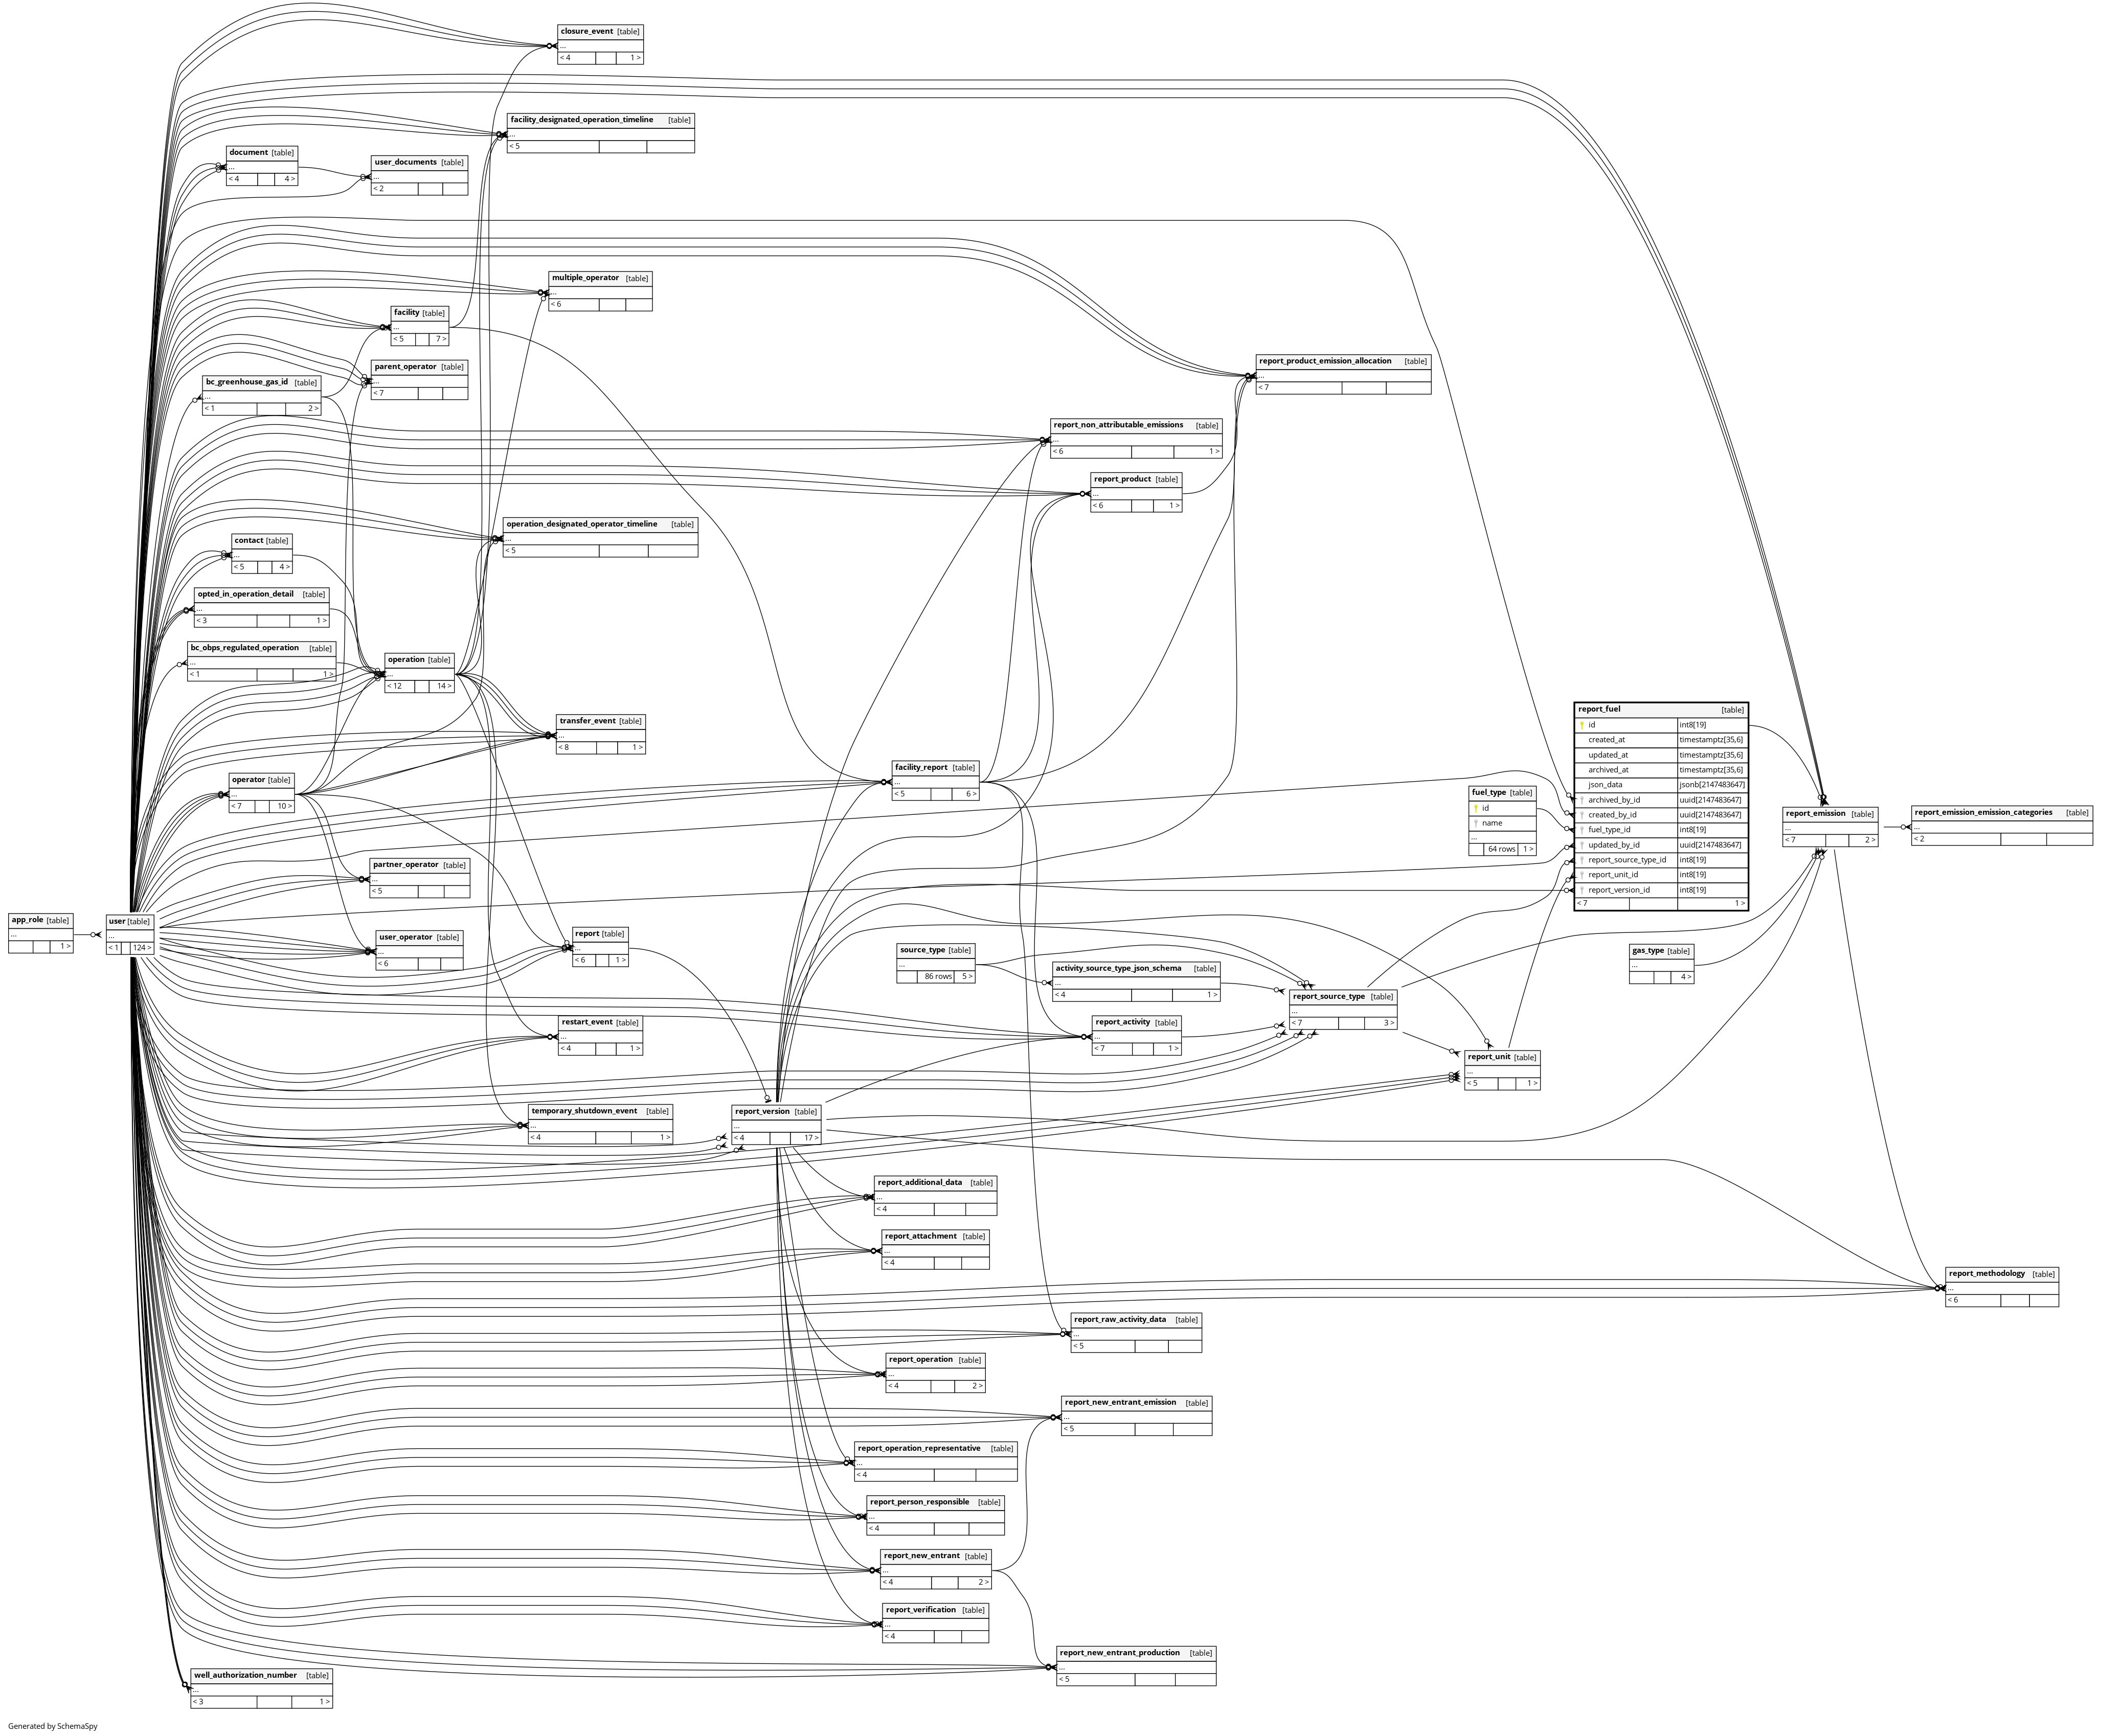 closure_event [table]
...
< 4 1 >
facility_designated_operation_timeline [table]
...
< 5
document [table]
...
< 4 4 >
user_documents [table]
...
< 2
multiple_operator [table]
...
< 6
facility [table]
...
< 5 7 >
parent_operator [table]
...
< 7
bc_greenhouse_gas_id [table]
...
< 1 2 >
report_product_emission_allocation [table]
...
< 7
report_non_attributable_emissions [table]
...
< 6 1 >
report_product [table]
...
< 6 1 >
operation_designated_operator_timeline [table]
...
< 5
contact [table]
...
< 5 4 >
opted_in_operation_detail [table]
...
< 3 1 >
bc_obps_regulated_operation [table]
...
< 1 1 >
operation [table]
...
< 12 14 >
transfer_event [table]
...
< 8 1 >
operator [table]
...
< 7 10 >
facility_report [table]
...
< 5 6 >
fuel_type [table]
id
name
...
64 rows 1 >
report_fuel [table]
id int8[19]
created_at timestamptz[35,6]
updated_at timestamptz[35,6]
archived_at timestamptz[35,6]
json_data jsonb[2147483647]
archived_by_id uuid[2147483647]
created_by_id uuid[2147483647]
fuel_type_id int8[19]
updated_by_id uuid[2147483647]
report_source_type_id int8[19]
report_unit_id int8[19]
report_version_id int8[19]
< 7 1 >
report_emission [table]
...
< 7 2 >
report_emission_emission_categories [table]
...
< 2
partner_operator [table]
...
< 5
app_role [table]
...
1 >
user [table]
...
< 1 124 >
user_operator [table]
...
< 6
report [table]
...
< 6 1 >
source_type [table]
...
86 rows 5 >
activity_source_type_json_schema [table]
...
< 4 1 >
gas_type [table]
...
4 >
report_source_type [table]
...
< 7 3 >
restart_event [table]
...
< 4 1 >
report_activity [table]
...
< 7 1 >
report_unit [table]
...
< 5 1 >
temporary_shutdown_event [table]
...
< 4 1 >
report_version [table]
...
< 4 17 >
report_additional_data [table]
...
< 4
report_attachment [table]
...
< 4
report_methodology [table]
...
< 6
report_raw_activity_data [table]
...
< 5
report_operation [table]
...
< 4 2 >
report_new_entrant_emission [table]
...
< 5
report_operation_representative [table]
...
< 4
report_person_responsible [table]
...
< 4
report_new_entrant [table]
...
< 4 2 >
report_verification [table]
...
< 4
report_new_entrant_production [table]
...
< 5
well_authorization_number [table]
...
< 3 1 >
Generated by SchemaSpy